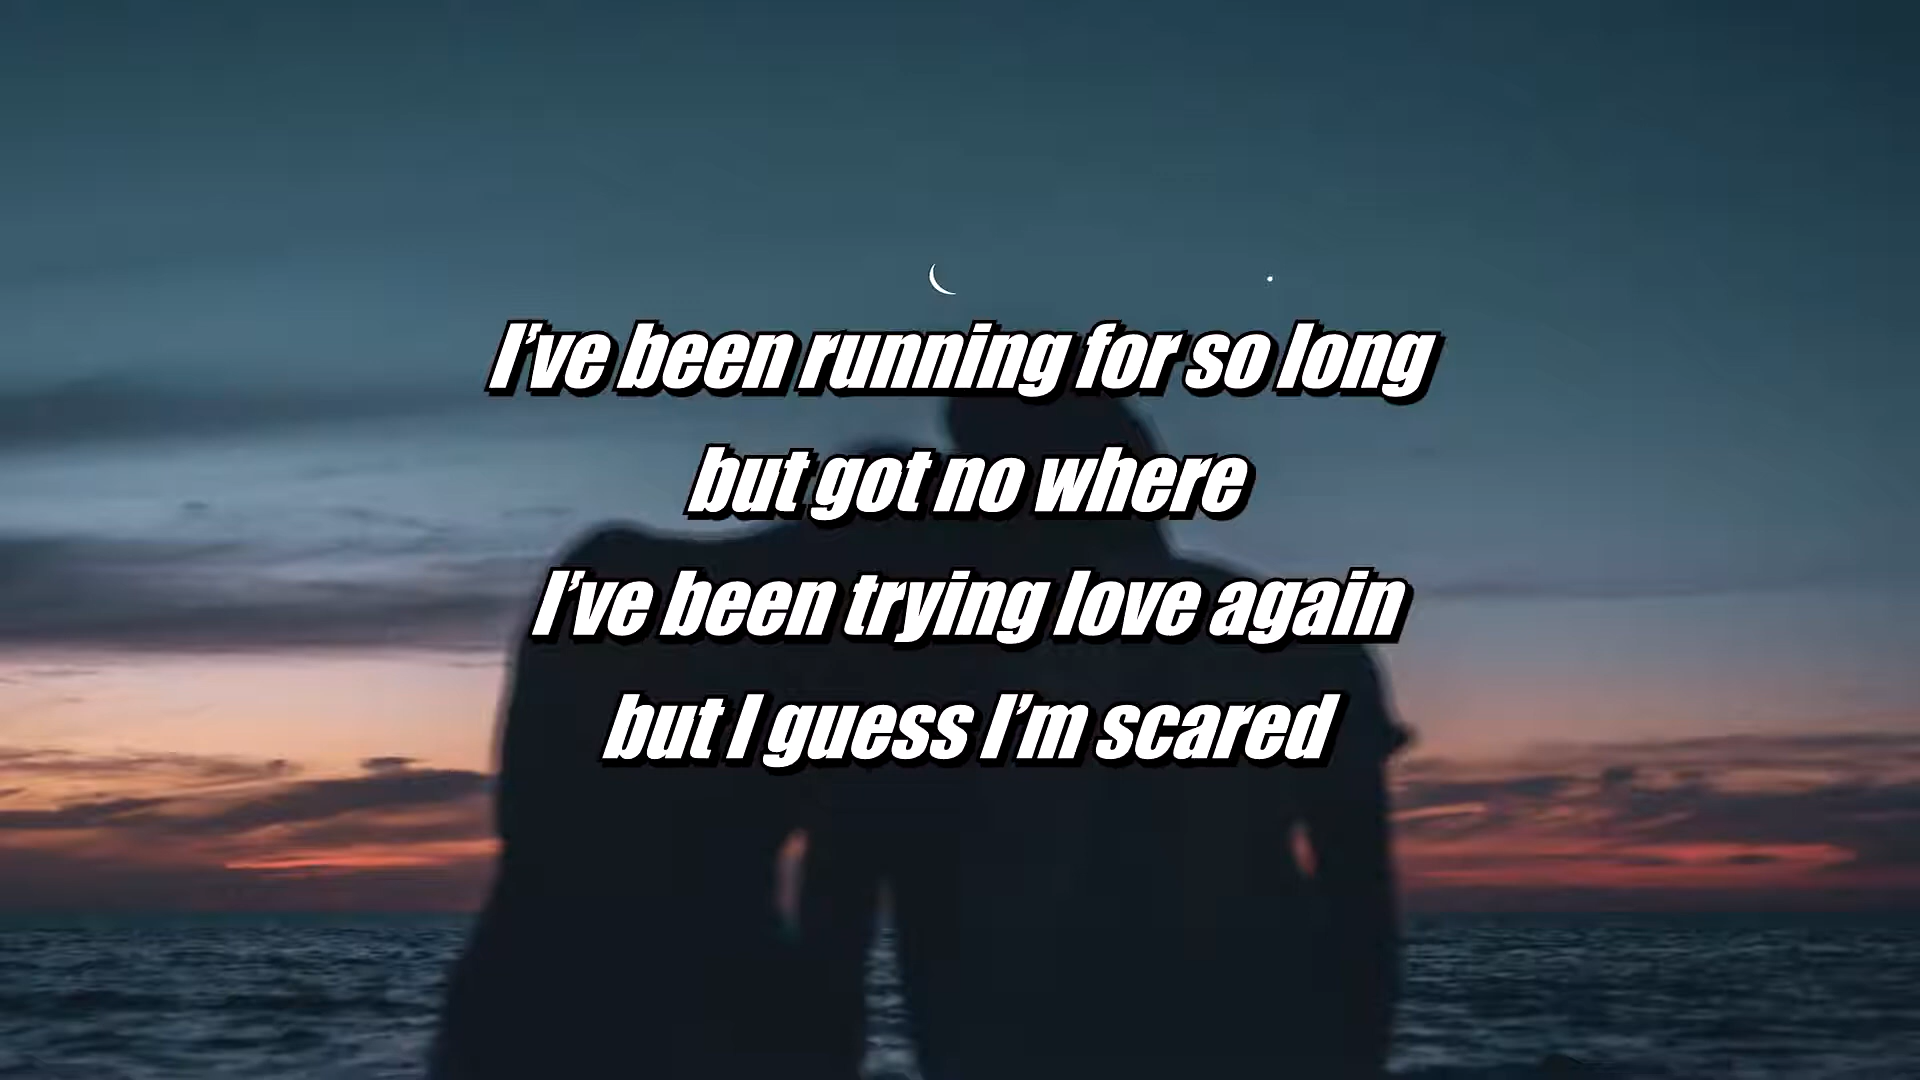 I've been running for so long
but got no where
I've been trying love again
but I guess I'm scared